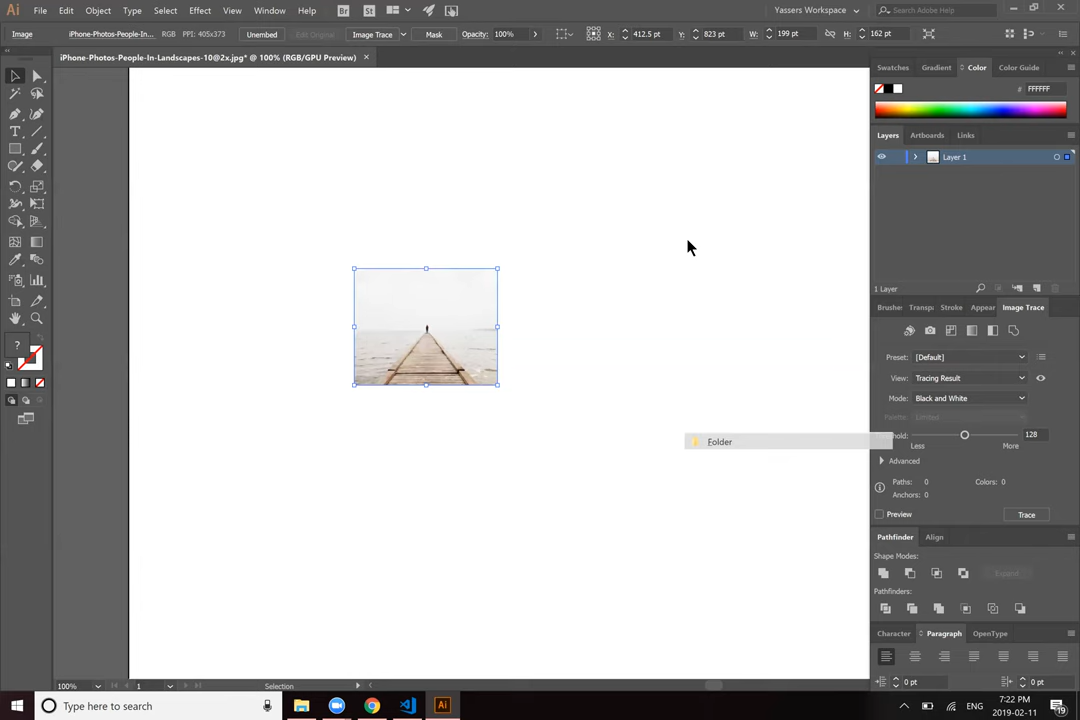 Ai File Edit Object Type Select Effect View Window Help Br St Yassers Workspace Search Adobe Help
Image iPhone-Photos-People-In-... RGB PPI: 405x373 Unembed Edit Original Image Trace Mask Opacity: 100% X: 412.5 pt Y: 823 pt W: 199 pt H: 162 pt
iPhone-Photos-People-In-Landscapes-10@2x.jpg* @ 100% (RGB/GPU Preview)
Swatches Gradient Color Color Guide
# FFFFFF
Layers Artboards Links
Layer 1
1 Layer
Brushe Transp Stroke Appear Image Trace
Preset: [Default]
View: Tracing Result
Mode: Black and White
Palette: Limited
Folder
128
Less More
Advanced
Paths: 0 Colors: 0
Anchors: 0
Preview Trace
Pathfinder Align
Shape Modes:
Expand
Pathfinders:
Character Paragraph OpenType
0 pt 0 pt
100% 1 Selection
Type here to search
ENG
7:22 PM
2019-02-11
19